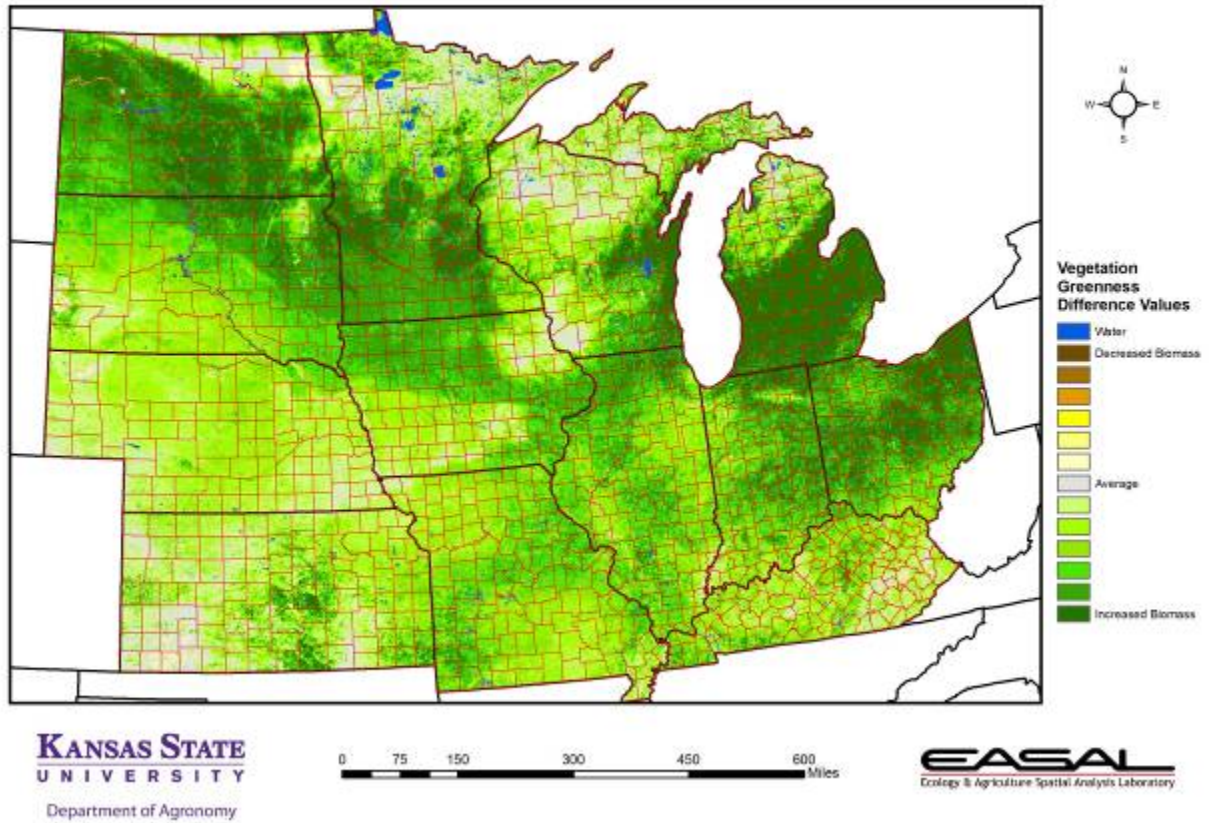 N
W E
S
Vegetation
Greenness
Difference Values
Water
Decreased Biomass
Average
Increased Biomass
KANSAS STATE
UNIVERSITY
Department of Agronomy
0 75 150 300 450 600
Miles
EASAL
Ecology & Agriculture Spatial Analysis Laboratory